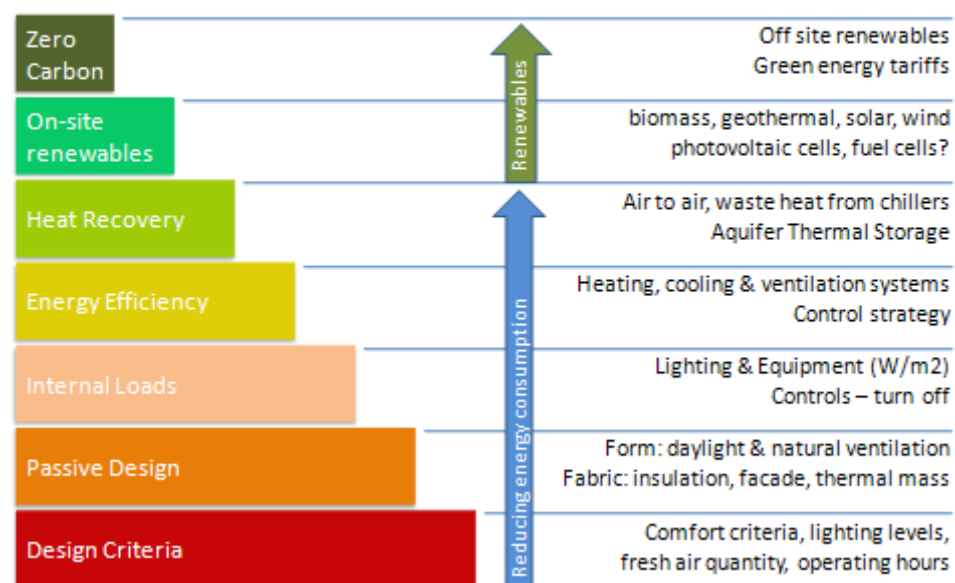 Zero
Carbon
Off site renewables
Green energy tariffs
On-site
renewables
biomass, geothermal, solar, wind
photovoltaic cells, fuel cells?
Heat Recovery
Air to air, waste heat from chillers
Aquifer Thermal Storage
Energy Efficiency
Heating, cooling & ventilation systems
Control strategy
Internal Loads
Lighting & Equipment (W/m2)
Controls – turn off
Passive Design
Form: daylight & natural ventilation
Fabric: insulation, facade, thermal mass
Design Criteria
Comfort criteria, lighting levels,
fresh air quantity, operating hours
Renewables
Reducing energy consumption